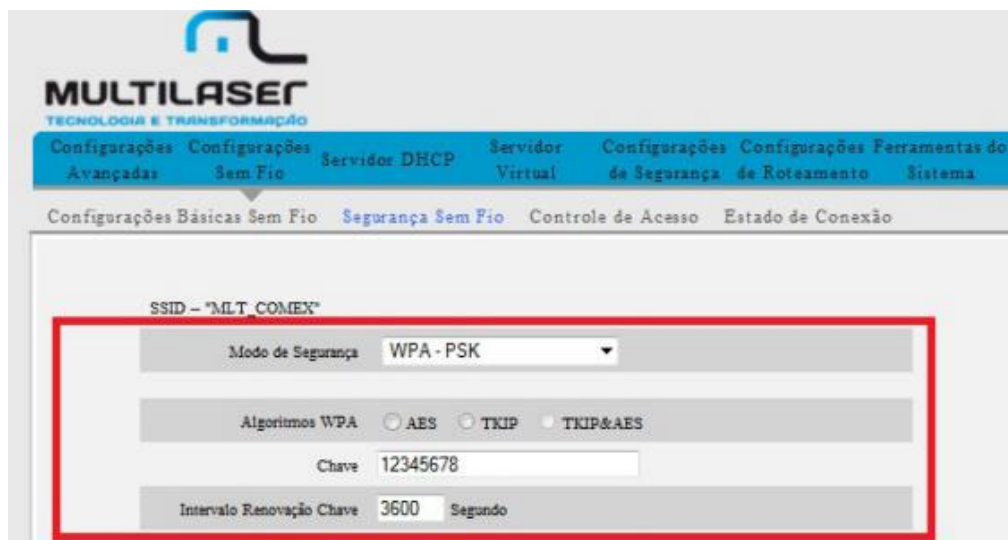 MULTILASER
TECNOLOGIA E TRANSFORMAÇÃO
Configurações Avançadas Configurações Sem Fio Servidor DHCP Servidor Virtual Configurações de Segurança Configurações de Roteamento Ferramentas do Sistema
Configurações Básicas Sem Fio Segurança Sem Fio Controle de Acesso Estado de Conexão
SSID -- "MLT_COMEX"
Modo de Segurança WPA - PSK
Algoritmos WPA AES TKIP TKIP&AES
Chave 12345678
Intervalo Renovação Chave 3600 Segundo